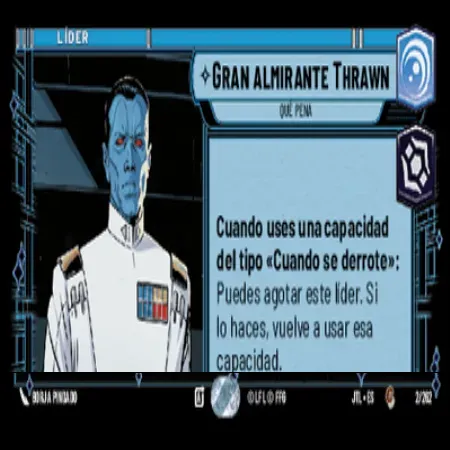 LÍDER
GRAN ALMIRANTE THRAWN
QUÉ PENA
Cuando uses una capacidad
del tipo «Cuando se derrote»:
Puedes agotar este líder. Si
lo haces, vuelve a usar esa
capacidad.
BORJA PINDADO
©LFL ©FFG
JTL • ES
2/262